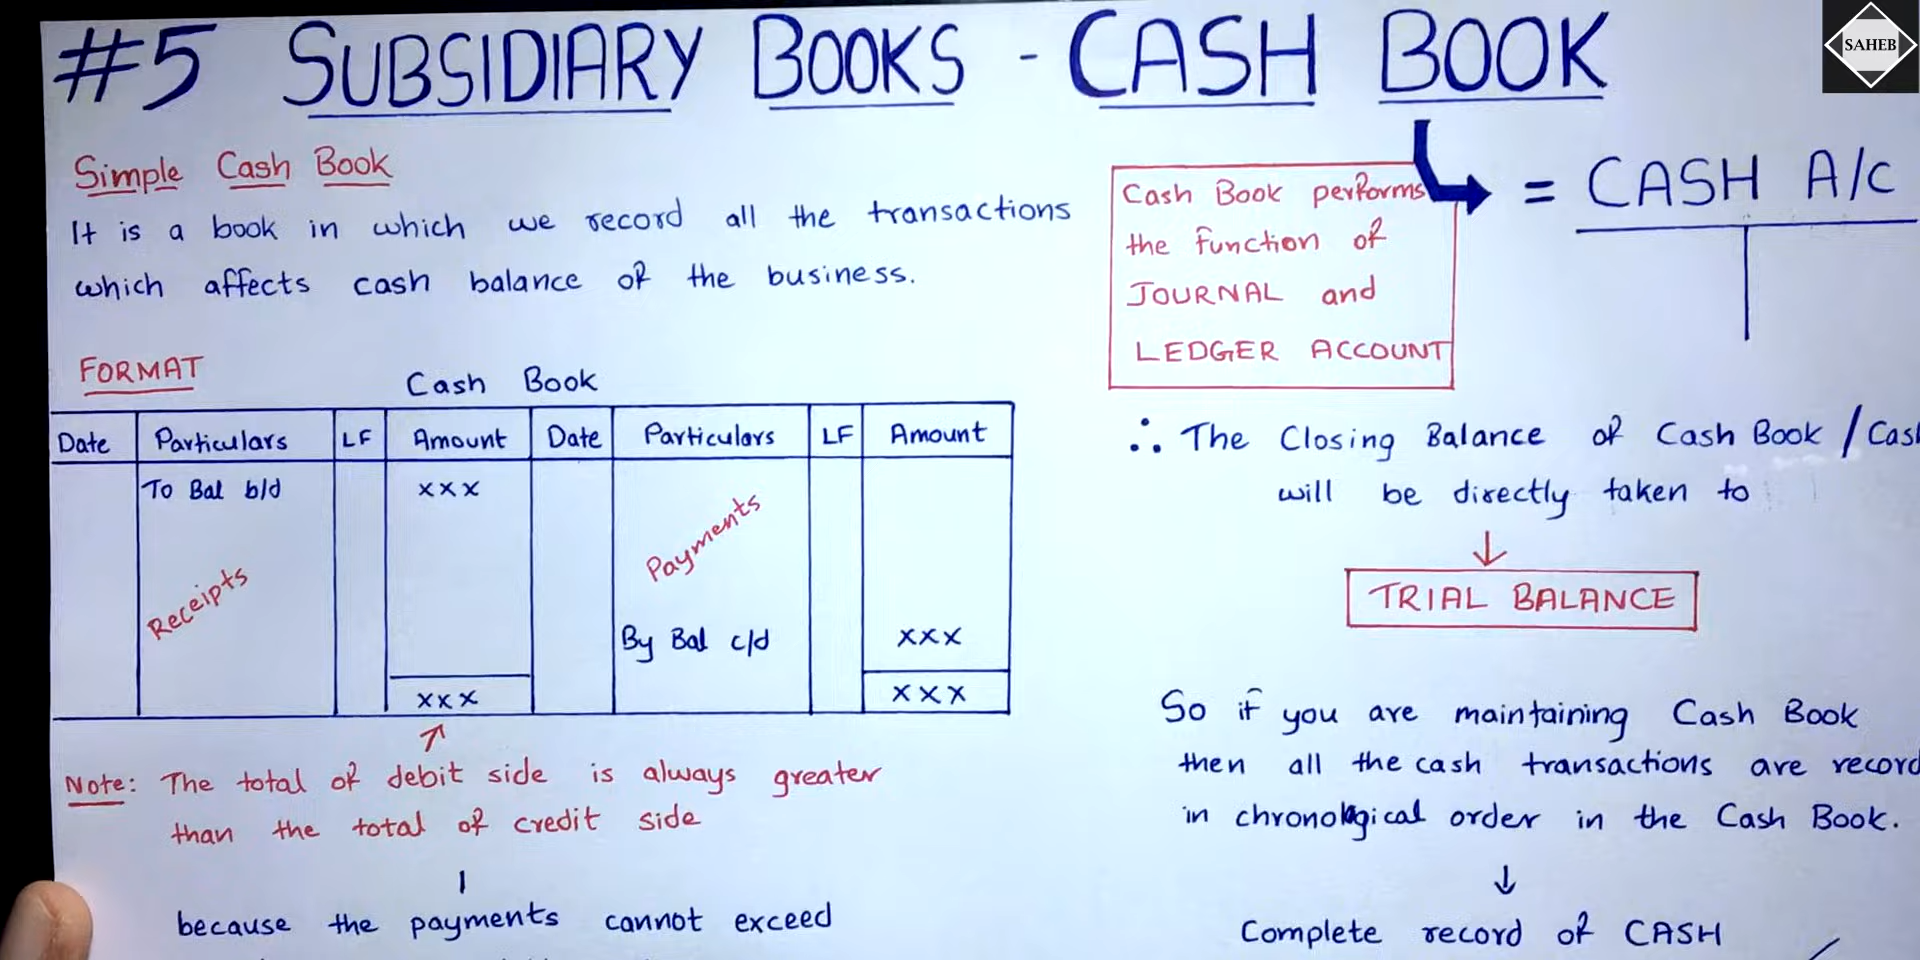 #5 SUBSIDIARY BOOKS - CASH BOOK
SAHEB
Simple Cash Book
It is a book in which we record all the transactions
which affects cash balance of the business.
FORMAT
Cash Book
Date Particulars LF Amount Date Particulars LF Amount
To Bal b/d xxx
Receipts
Payments
By Bal c/d xxx
xxx xxx
Note: The total of debit side is always greater
than the total of credit side
because the payments cannot exceed
Cash Book performs
the function of
JOURNAL and
LEDGER ACCOUNT
= CASH A/C
∴ The Closing Balance of Cash Book / Cas
will be directly taken to
TRIAL BALANCE
So if you are maintaining Cash Book
then all the cash transactions are record
in chronological order in the Cash Book.
Complete record of CASH